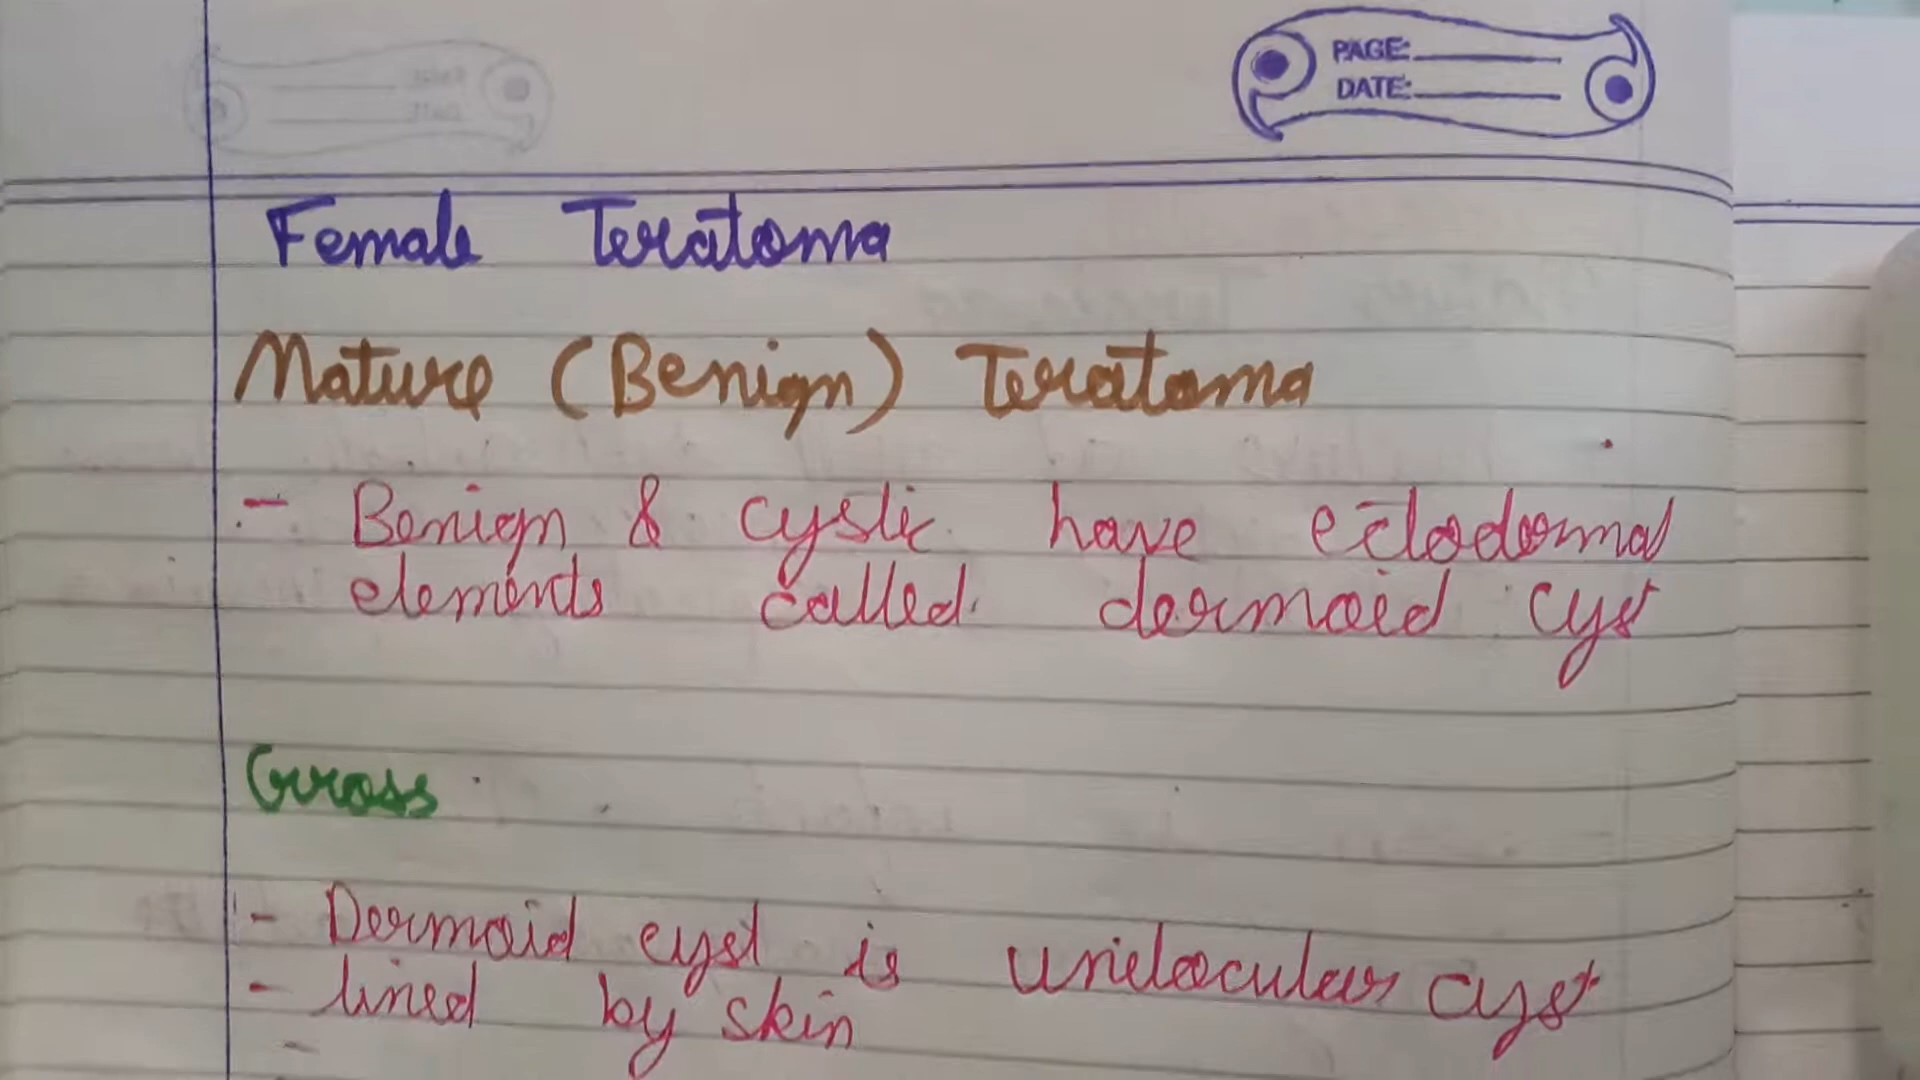 PAGE:
DATE:
Female Teratoma
Mature (Benign) Teratoma
- Benign & cystic have ectodermal
elements called dermoid cyst
Gross
- Dermoid cyst is unilocular cyst
- lined by skin